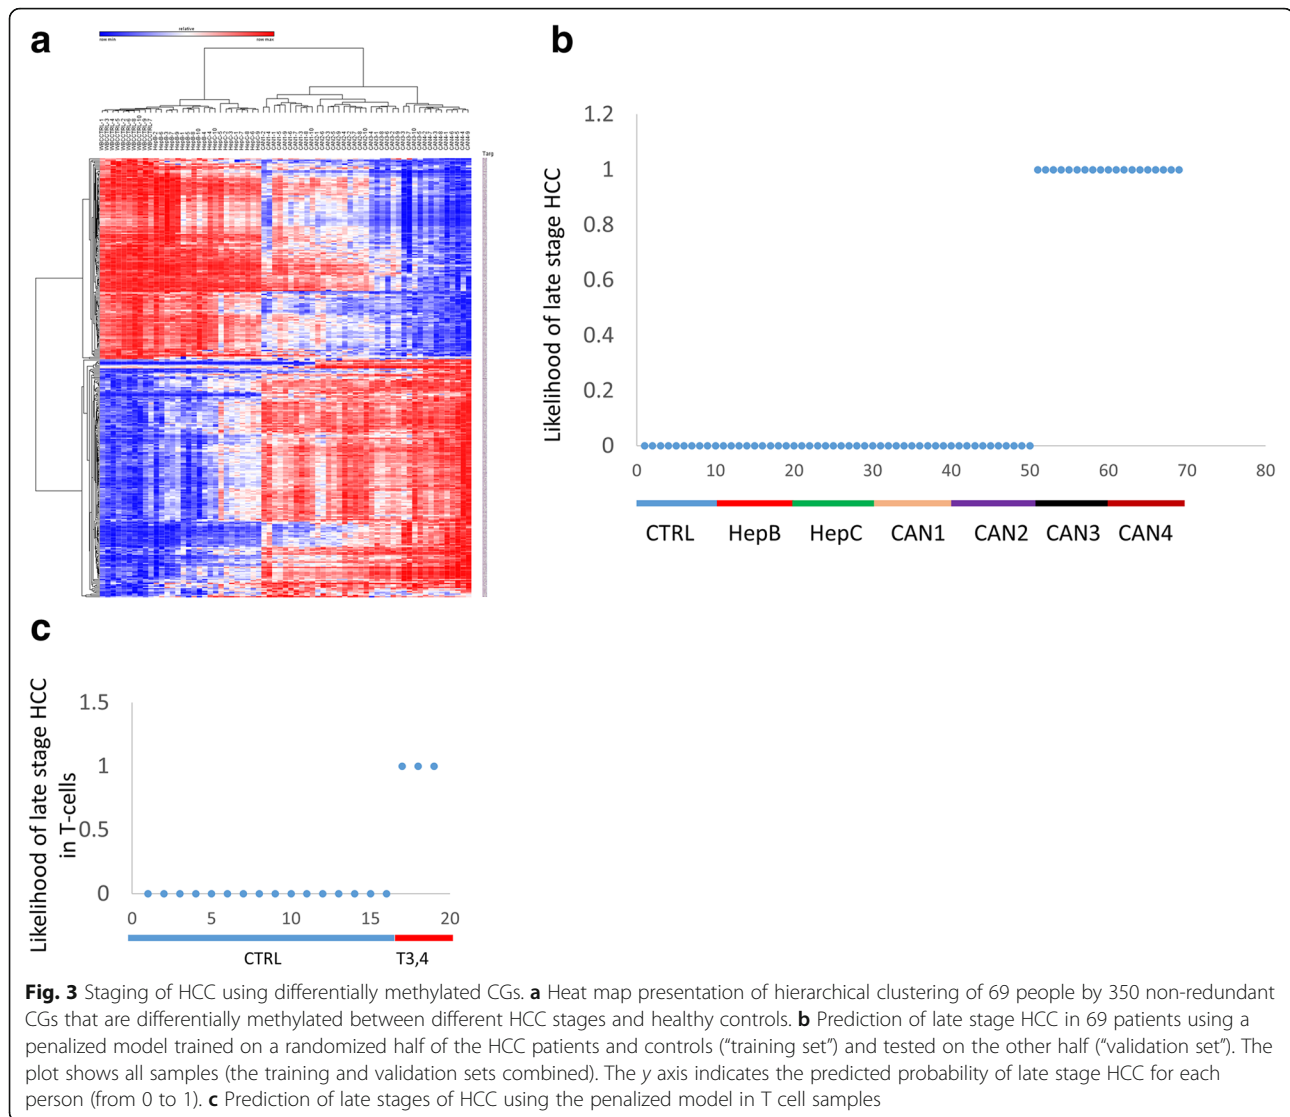 a
relative
row min row max
Targ
b
Likelihood of late stage HCC
1.2
1
0.8
0.6
0.4
0.2
0
0 10 20 30 40 50 60 70 80
CTRL HepB HepC CAN1 CAN2 CAN3 CAN4
c
Likelihood of late stage HCC
in T-cells
1.5
1
0.5
0
0 5 10 15 20
CTRL T3,4
Fig. 3 Staging of HCC using differentially methylated CGs. a Heat map presentation of hierarchical clustering of 69 people by 350 non-redundant
CGs that are differentially methylated between different HCC stages and healthy controls. b Prediction of late stage HCC in 69 patients using a
penalized model trained on a randomized half of the HCC patients and controls (“training set”) and tested on the other half (“validation set”). The
plot shows all samples (the training and validation sets combined). The y axis indicates the predicted probability of late stage HCC for each
person (from 0 to 1). c Prediction of late stages of HCC using the penalized model in T cell samples